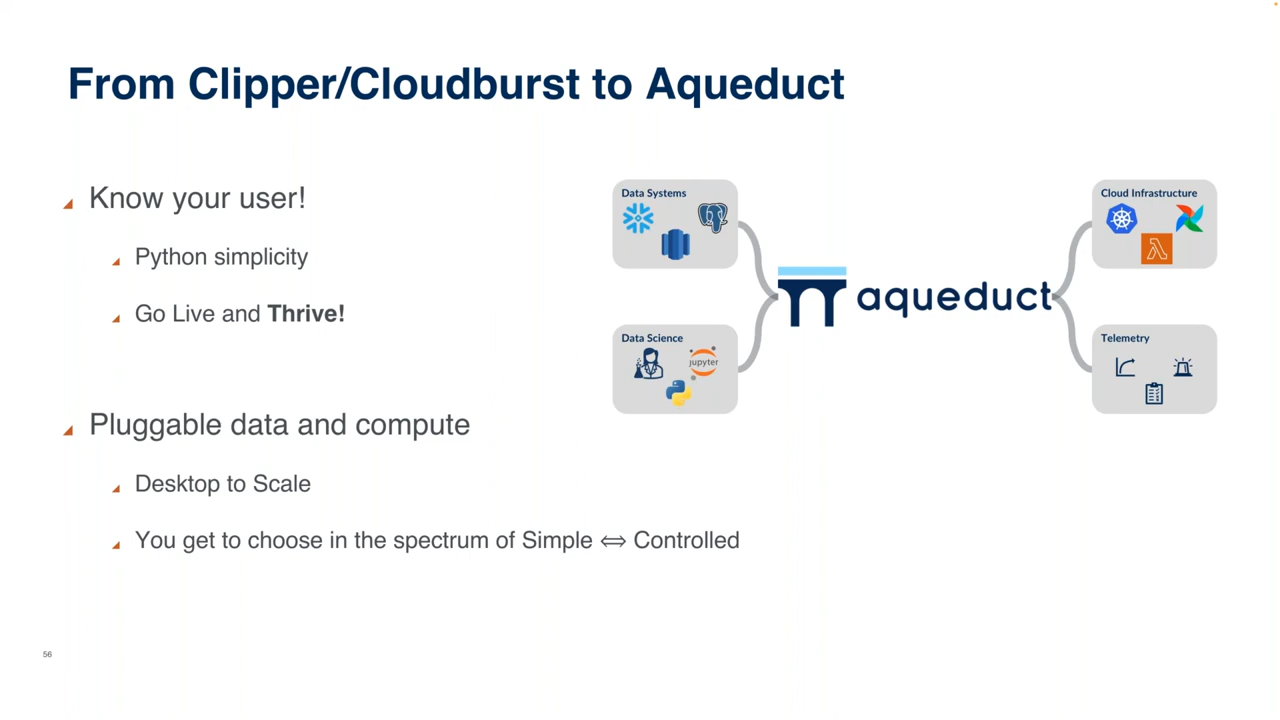 From Clipper/Cloudburst to Aqueduct
Know your user!
Python simplicity
Go Live and Thrive!
Pluggable data and compute
Desktop to Scale
You get to choose in the spectrum of Simple ⇔ Controlled
Data Systems
Data Science
jupyter
aqueduct
Cloud Infrastructure
λ
Telemetry
56